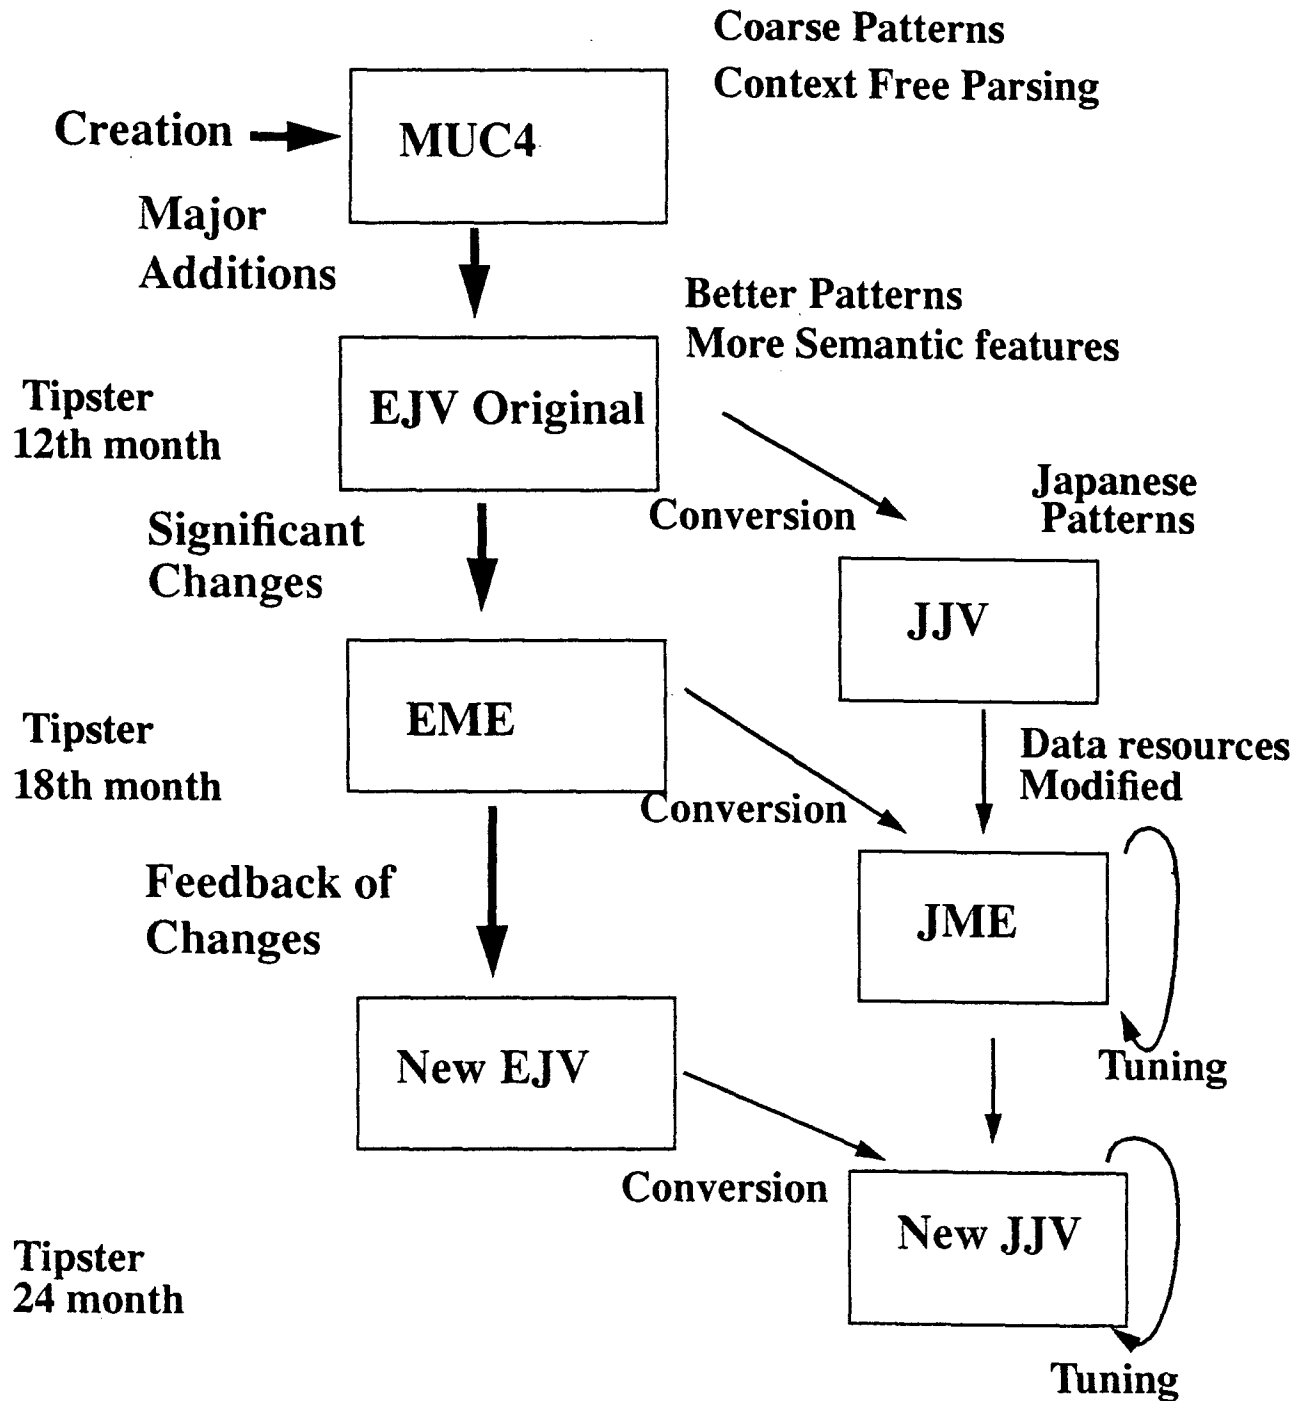 Coarse Patterns
Context Free Parsing
Creation
MUC4
Major
Additions
Better Patterns
More Semantic features
Tipster
12th month
EJV Original
Conversion
Japanese
Patterns
Significant
Changes
JJV
EME
Tipster
18th month
Data resources
Modified
Conversion
Feedback of
Changes
JME
Tuning
New EJV
Conversion
New JJV
Tipster
24 month
Tuning